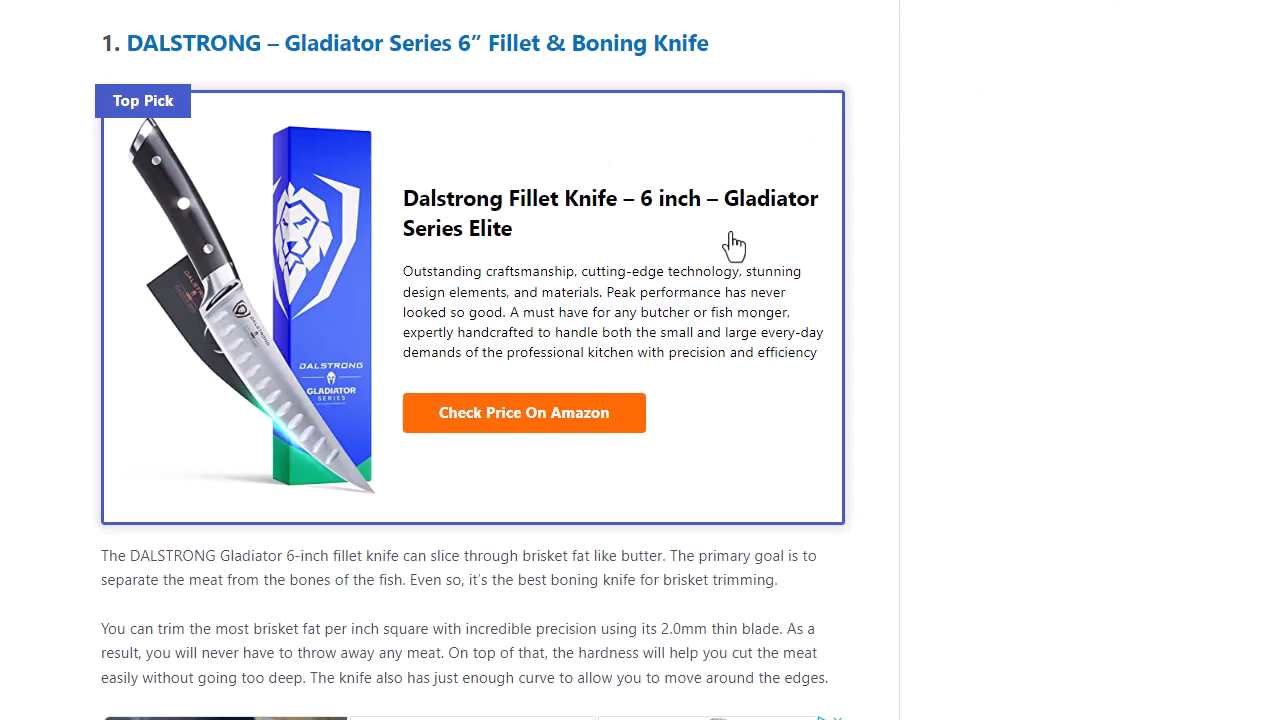 1. DALSTRONG – Gladiator Series 6” Fillet & Boning Knife
Top Pick
DALSTRONG
GLADIATOR
SERIES
Dalstrong Fillet Knife – 6 inch – Gladiator
Series Elite
Outstanding craftsmanship, cutting-edge technology, stunning
design elements, and materials. Peak performance has never
looked so good. A must have for any butcher or fish monger,
expertly handcrafted to handle both the small and large every-day
demands of the professional kitchen with precision and efficiency
Check Price On Amazon
The DALSTRONG Gladiator 6-inch fillet knife can slice through brisket fat like butter. The primary goal is to
separate the meat from the bones of the fish. Even so, it’s the best boning knife for brisket trimming.
You can trim the most brisket fat per inch square with incredible precision using its 2.0mm thin blade. As a
result, you will never have to throw away any meat. On top of that, the hardness will help you cut the meat
easily without going too deep. The knife also has just enough curve to allow you to move around the edges.